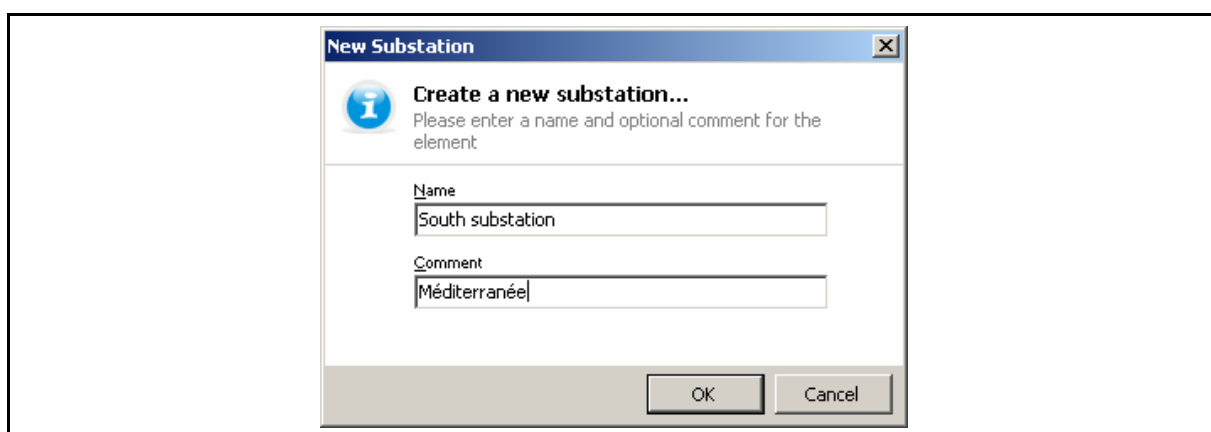 New Substation
Create a new substation...
Please enter a name and optional comment for the
element
Name
South substation
Comment
Méditerranée
OK
Cancel